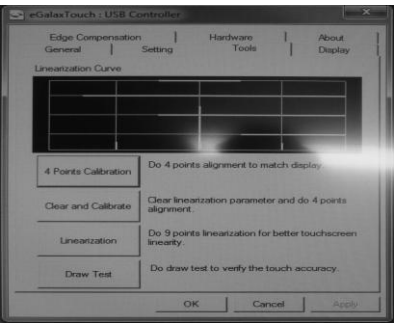 eGalaxTouch : USB Controller
Edge Compensation | Hardware | About
General | Setting | Tools | Display
Linearization Curve
4 Points Calibration
Do 4 points alignment to match display.
Clear and Calibrate
Clear linearization parameter and do 4 points
alignment.
Linearization
Do 9 points linearization for better touchscreen
linearity.
Draw Test
Do draw test to verify the touch accuracy.
OK
Cancel
Apply